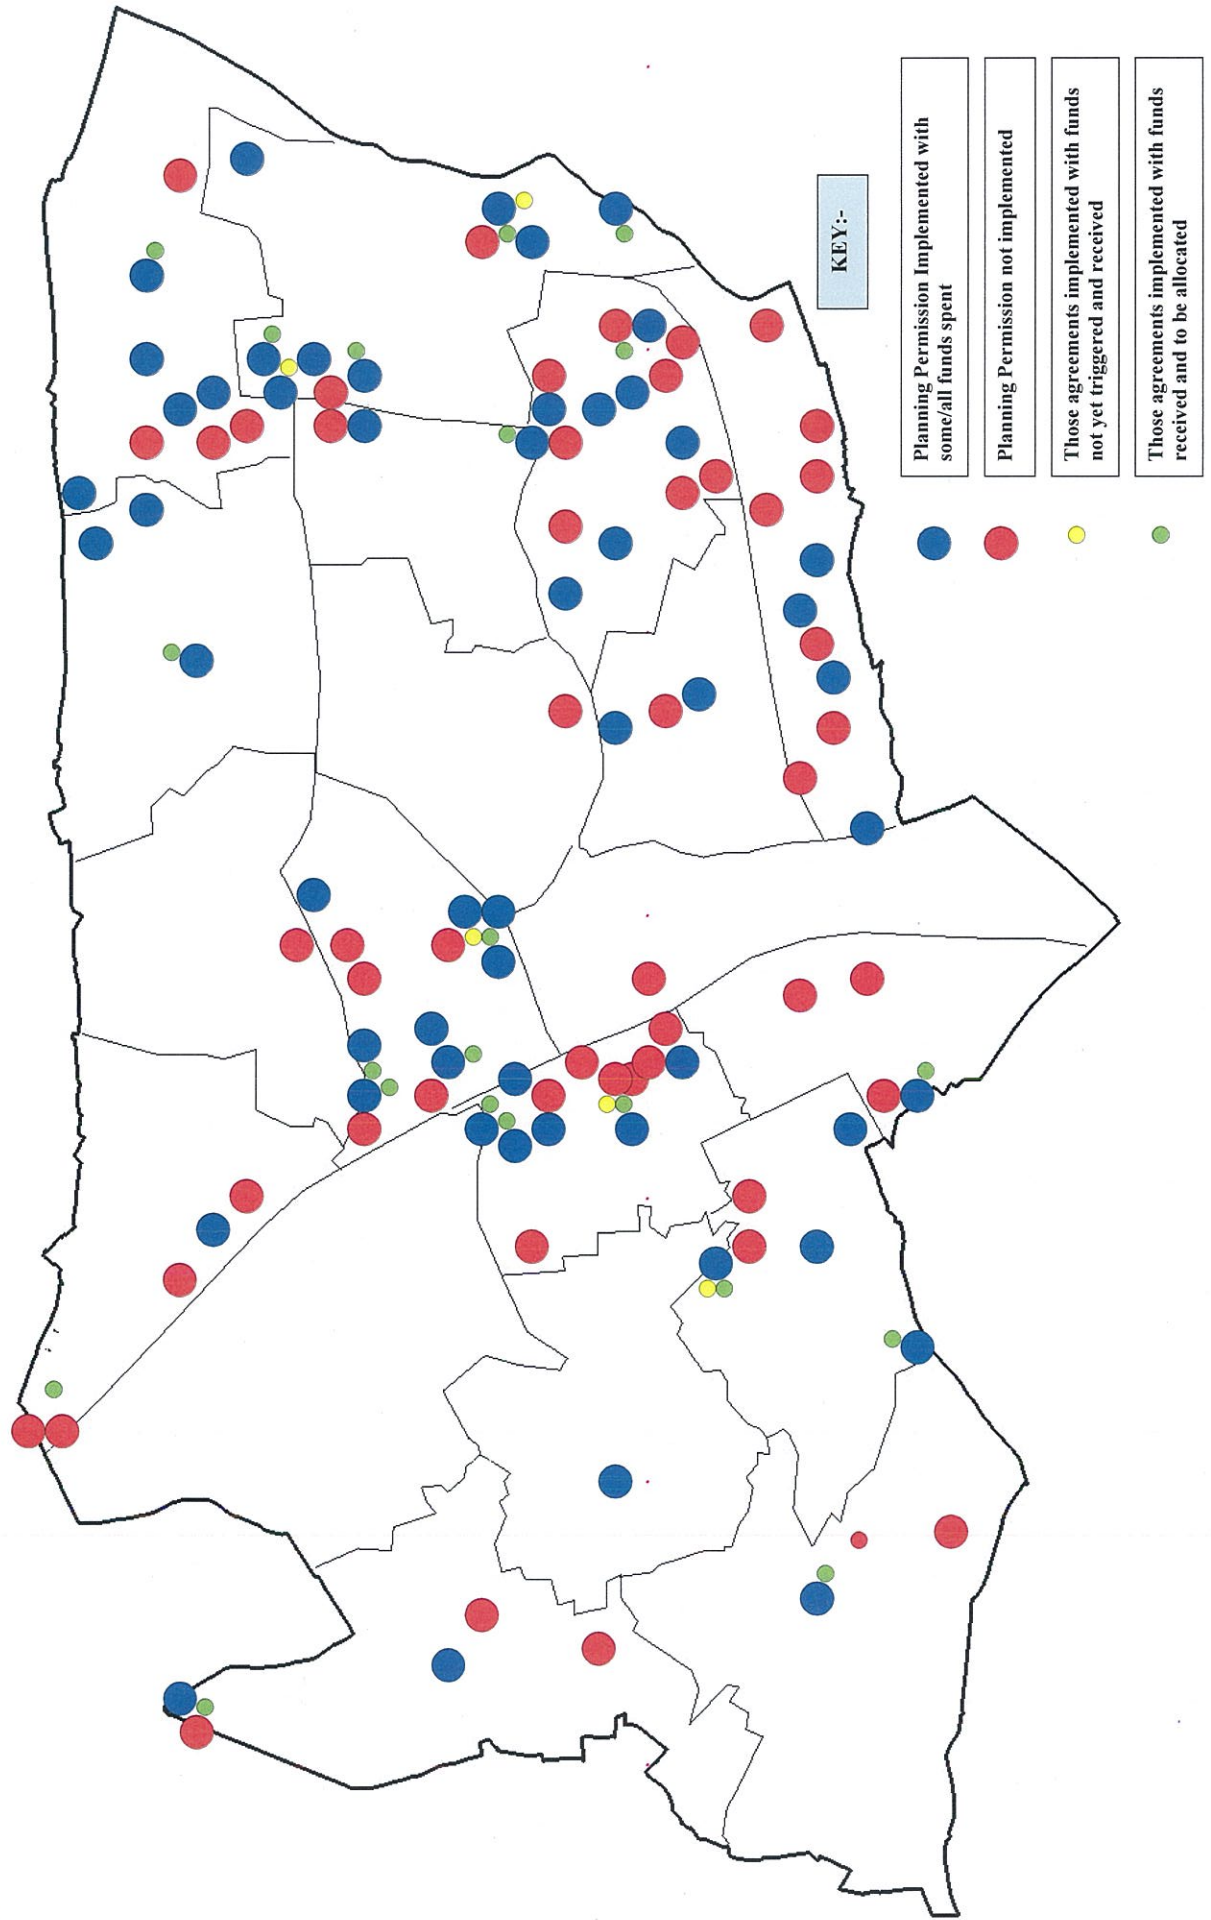 KEY:-
Planning Permission Implemented with
some/all funds spent
Planning Permission not implemented
Those agreements implemented with funds
not yet triggered and received
Those agreements implemented with funds
received and to be allocated